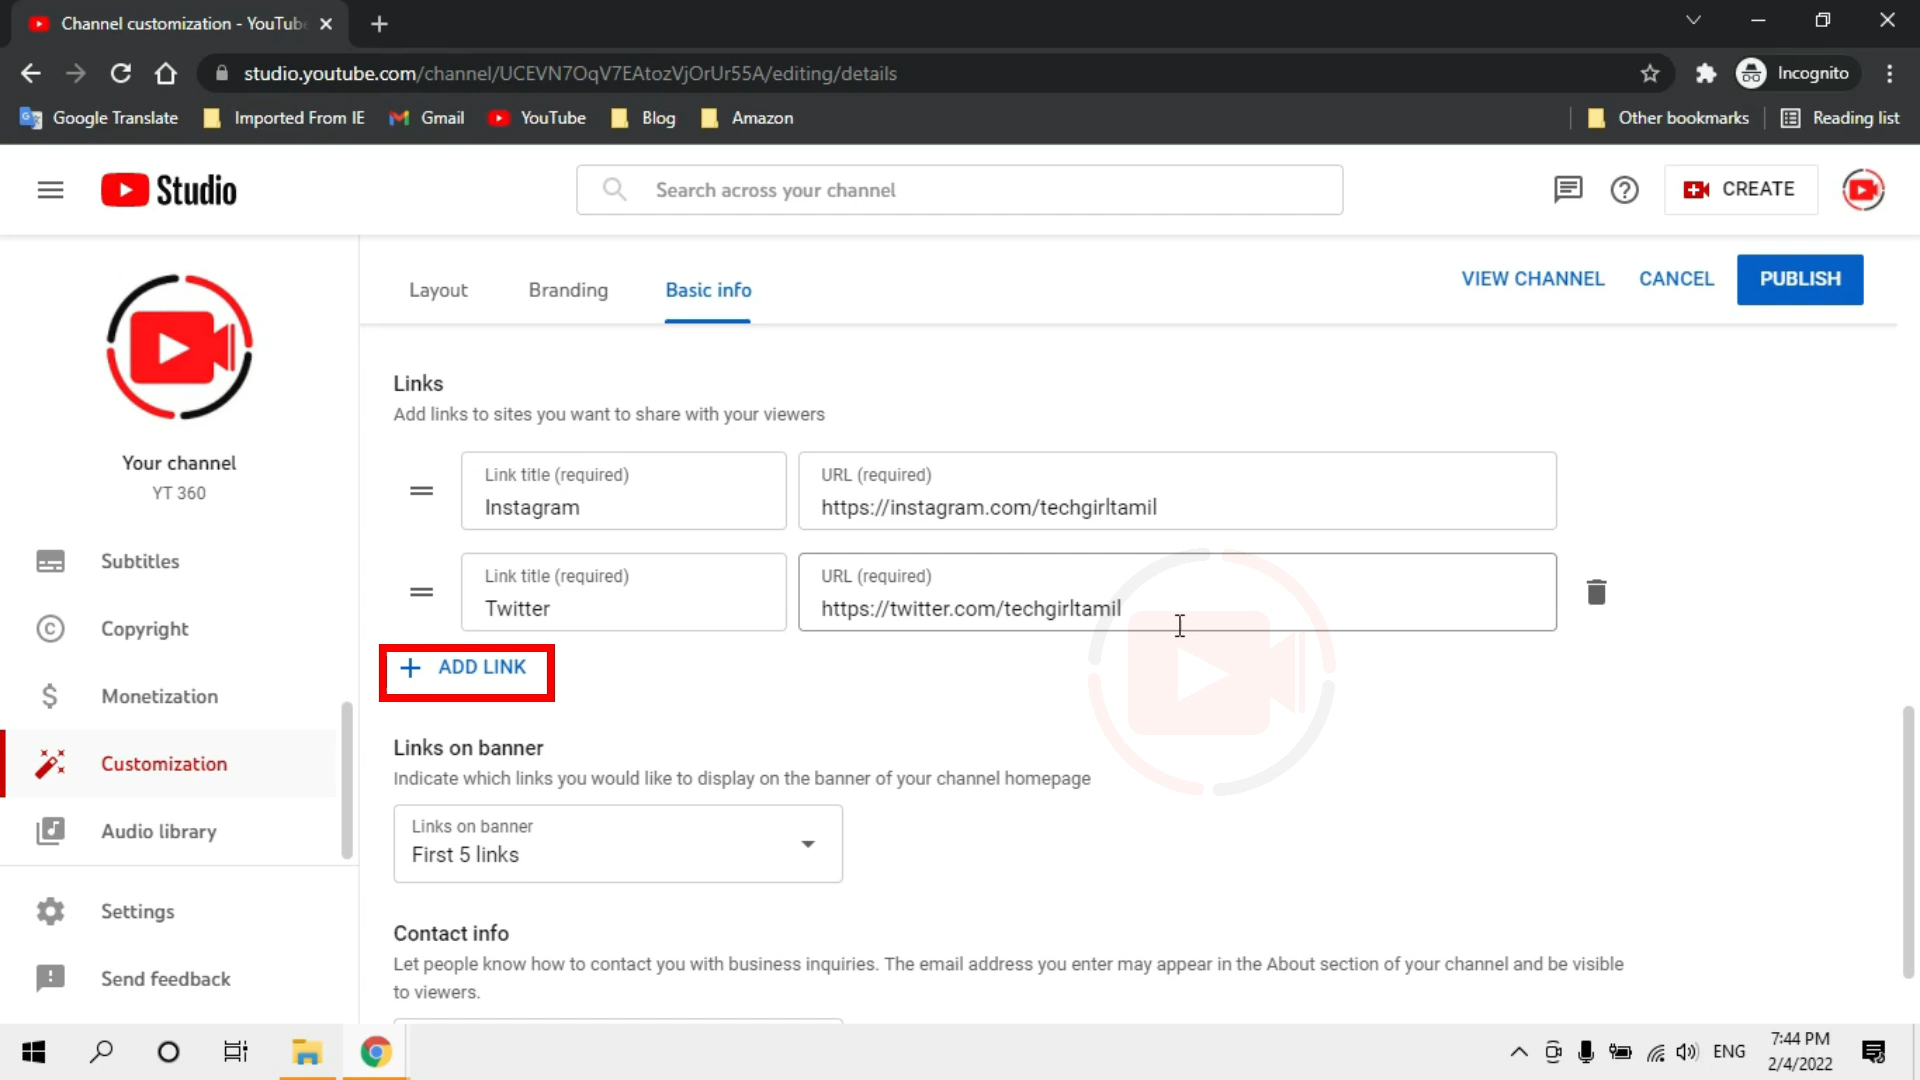 Channel customization - YouTube
studio.youtube.com/channel/UCEVN7OqV7EAtozVjOrUr55A/editing/details
Incognito
Google Translate
Imported From IE
Gmail
YouTube
Blog
Amazon
Other bookmarks
Reading list
Studio
Search across your channel
CREATE
Your channel
YT 360
Subtitles
Copyright
Monetization
Customization
Audio library
Settings
Send feedback
Layout
Branding
Basic info
VIEW CHANNEL
CANCEL
PUBLISH
Links
Add links to sites you want to share with your viewers
Link title (required)
Instagram
URL (required)
https://instagram.com/techgirltamil
Link title (required)
Twitter
URL (required)
https://twitter.com/techgirltamil
+ ADD LINK
Links on banner
Indicate which links you would like to display on the banner of your channel homepage
Links on banner
First 5 links
Contact info
Let people know how to contact you with business inquiries. The email address you enter may appear in the About section of your channel and be visible
to viewers.
ENG
7:44 PM
2/4/2022